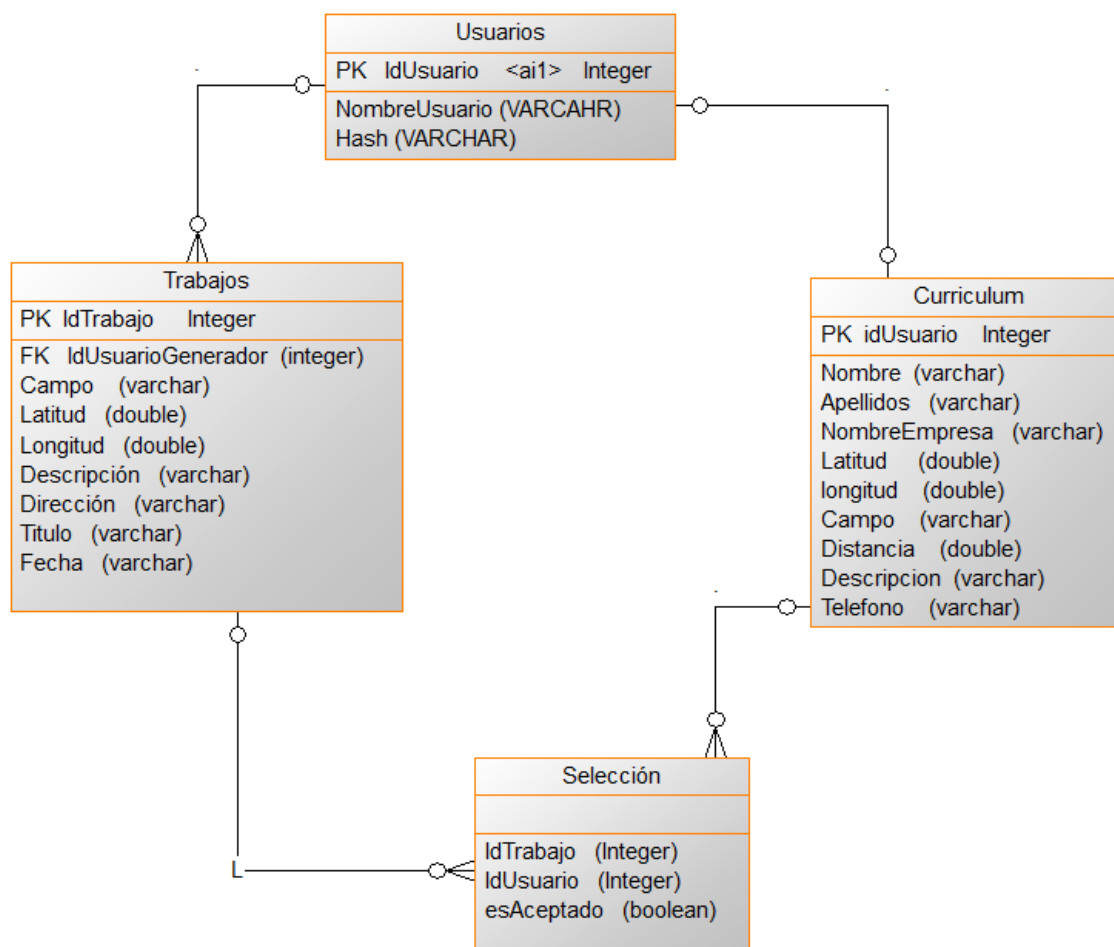 Usuarios
PK IdUsuario <ai1> Integer
NombreUsuario (VARCAHR)
Hash (VARCHAR)
Trabajos
PK IdTrabajo Integer
FK IdUsuarioGenerador (integer)
Campo (varchar)
Latitud (double)
Longitud (double)
Descripción (varchar)
Dirección (varchar)
Titulo (varchar)
Fecha (varchar)
Curriculum
PK idUsuario Integer
Nombre (varchar)
Apellidos (varchar)
NombreEmpresa (varchar)
Latitud (double)
longitud (double)
Campo (varchar)
Distancia (double)
Descripcion (varchar)
Telefono (varchar)
L
Selección
IdTrabajo (Integer)
IdUsuario (Integer)
esAceptado (boolean)